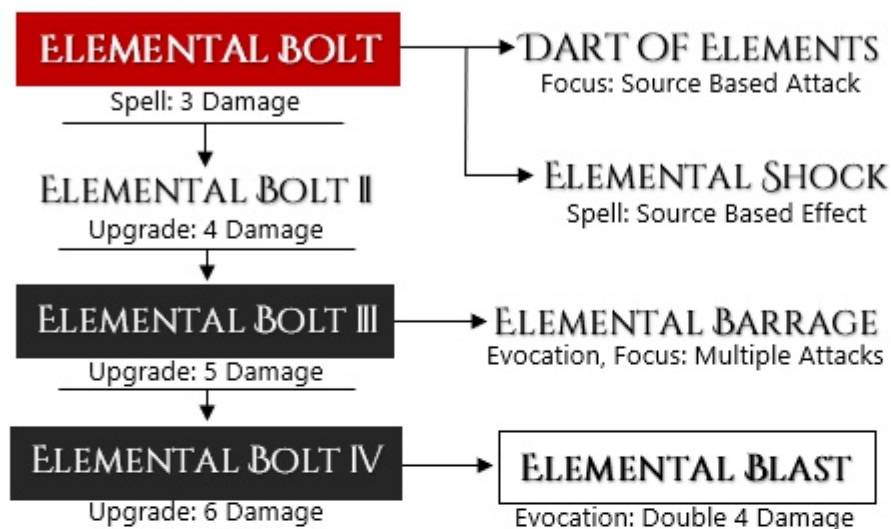 ELEMENTAL BOLT
DART OF ELEMENTS
Focus: Source Based Attack
Spell: 3 Damage
ELEMENTAL SHOCK
Spell: Source Based Effect
ELEMENTAL BOLT II
Upgrade: 4 Damage
ELEMENTAL BOLT III
ELEMENTAL BARRAGE
Evocation, Focus: Multiple Attacks
Upgrade: 5 Damage
ELEMENTAL BOLT IV
ELEMENTAL BLAST
Upgrade: 6 Damage
Evocation: Double 4 Damage